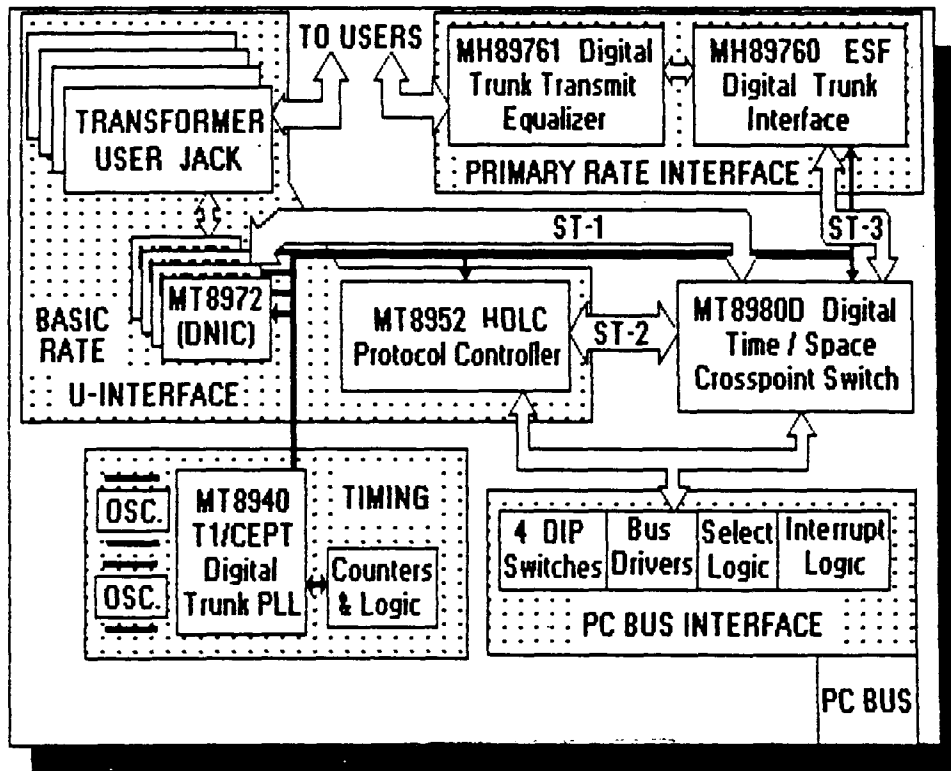 TO USERS
TRANSFORMER
USER JACK
MH89761 Digital
Trunk Transmit
Equalizer
MH89760 ESF
Digital Trunk
Interface
PRIMARY RATE INTERFACE
ST-1
ST-3
MT8972
(DNIC)
BASIC
RATE
U-INTERFACE
MT8952 HDLC
Protocol Controller
ST-2
MT8980D Digital
Time / Space
Crosspoint Switch
OSC.
OSC.
MT8940
T1/CEPT
Digital
Trunk PLL
TIMING
Counters
& Logic
4 DIP
Switches
Bus
Drivers
Select
Logic
Interrupt
Logic
PC BUS INTERFACE
PC BUS